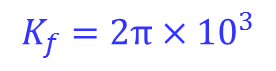 K_f = 2π × 10^3